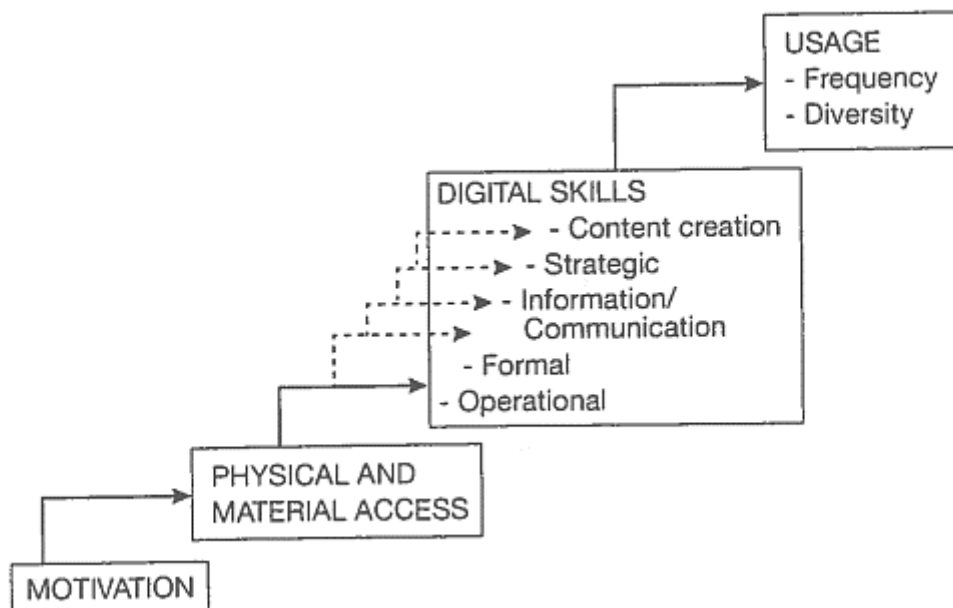 USAGE
- Frequency
- Diversity
DIGITAL SKILLS
- Content creation
- Strategic
- Information/
Communication
- Formal
- Operational
PHYSICAL AND
MATERIAL ACCESS
MOTIVATION